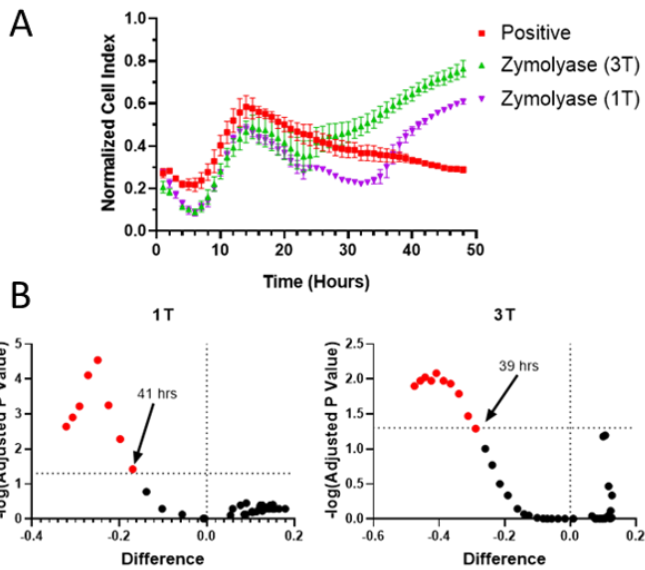 A
Normalized Cell Index
1.0
0.8
0.6
0.4
0.2
0.0
0 10 20 30 40 50
Time (Hours)
Positive
Zymolyase (3T)
Zymolyase (1T)
B
1T
-log(Adjusted P Value)
5
4
3
2
1
0
-0.4 -0.2 0.0 0.2
Difference
41 hrs
3T
-log(Adjusted P Value)
2.5
2.0
1.5
1.0
0.5
0.0
-0.6 -0.4 -0.2 0.0 0.2
Difference
39 hrs